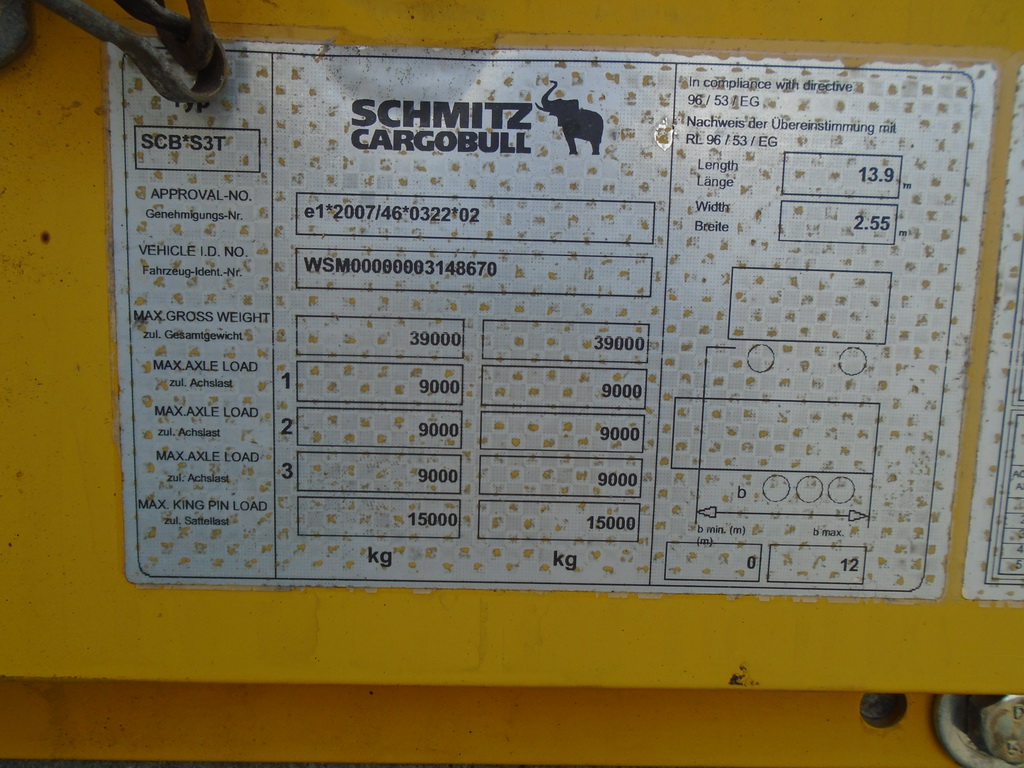 Typ
SCB*S3T
SCHMITZ
CARGOBULL
APPROVAL-NO.
Genehmigungs-Nr.
e1*2007/46*0322*02
VEHICLE I.D. NO.
Fahrzeug-Ident.-Nr.
WSM00000003148670
MAX.GROSS WEIGHT
zul. Gesamtgewicht
39000 39000
MAX.AXLE LOAD
zul. Achslast
1 9000 9000
MAX.AXLE LOAD
zul. Achslast
2 9000 9000
MAX.AXLE LOAD
zul. Achslast
3 9000 9000
MAX. KING PIN LOAD
zul. Sattellast
15000 15000
kg kg
In compliance with directive
96 / 53 / EG
Nachweis der Übereinstimmung mit
RL 96 / 53 / EG
Length
Länge
13.9 m
Width
Breite
2.55 m
b
b min. (m) b max.
(m)
0 12